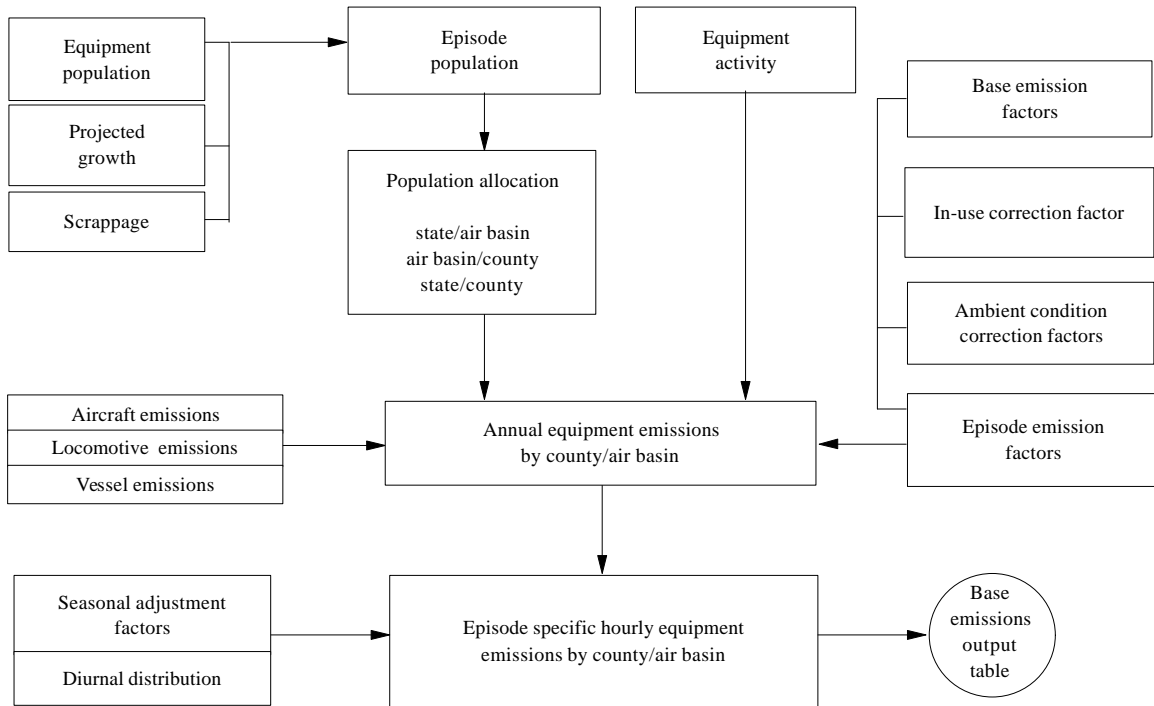 Equipment
population
Projected
growth
Scrappage
Episode
population
Population allocation
state/air basin
air basin/county
state/county
Equipment
activity
Base emission
factors
In-use correction factor
Ambient condition
correction factors
Episode emission
factors
Aircraft emissions
Locomotive emissions
Vessel emissions
Annual equipment emissions
by county/air basin
Seasonal adjustment
factors
Diurnal distribution
Episode specific hourly equipment
emissions by county/air basin
Base
emissions
output
table